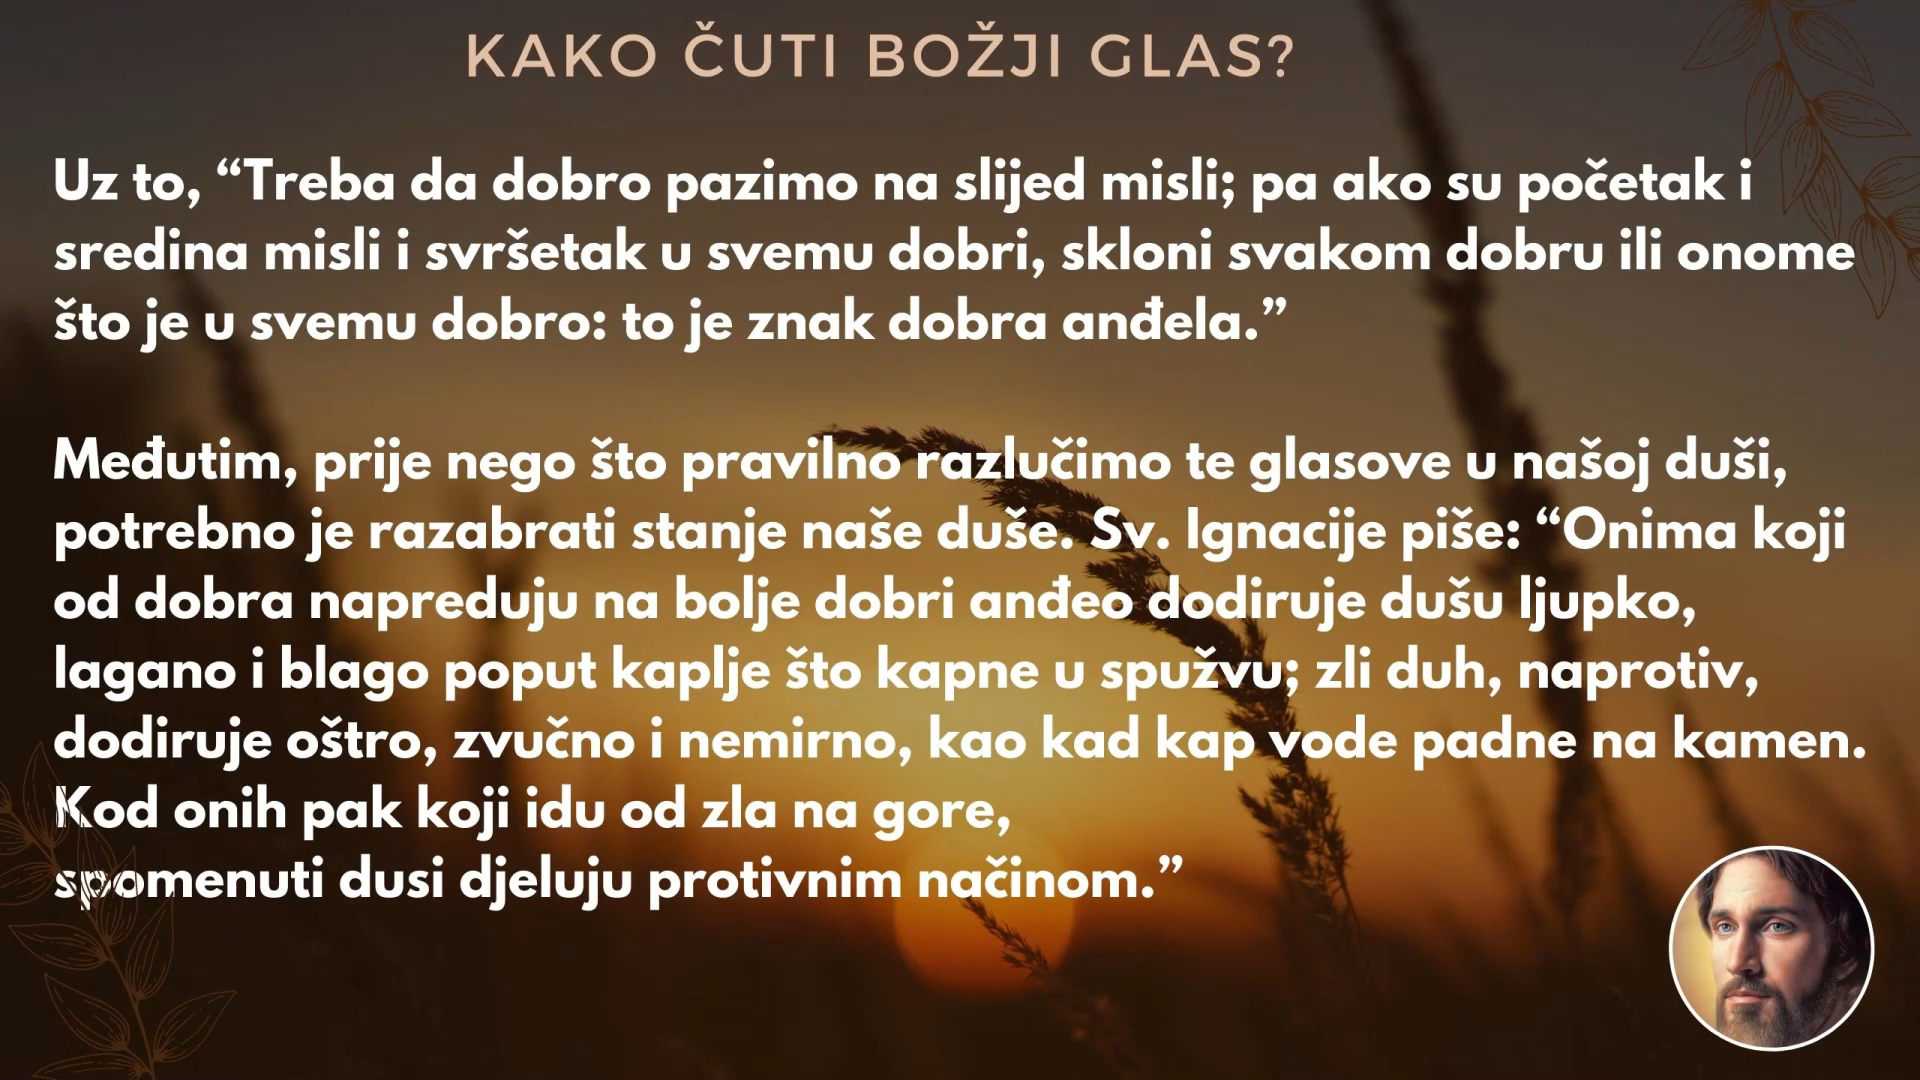 KAKO ČUTI BOŽJI GLAS?
Uz to, “Treba da dobro pazimo na slijed misli; pa ako su početak i
sredina misli i svršetak u svemu dobri, skloni svakom dobru ili onome
što je u svemu dobro: to je znak dobra anđela.”
Međutim, prije nego što pravilno razlučimo te glasove u našoj duši,
potrebno je razabrati stanje naše duše. Sv. Ignacije piše: “Onima koji
od dobra napreduju na bolje dobri anđeo dodiruje dušu ljupko,
lagano i blago poput kaplje što kapne u spužvu; zli duh, naprotiv,
dodiruje oštro, zvučno i nemirno, kao kad kap vode padne na kamen.
Kod onih pak koji idu od zla na gore,
spomenuti dusi djeluju protivnim načinom.”